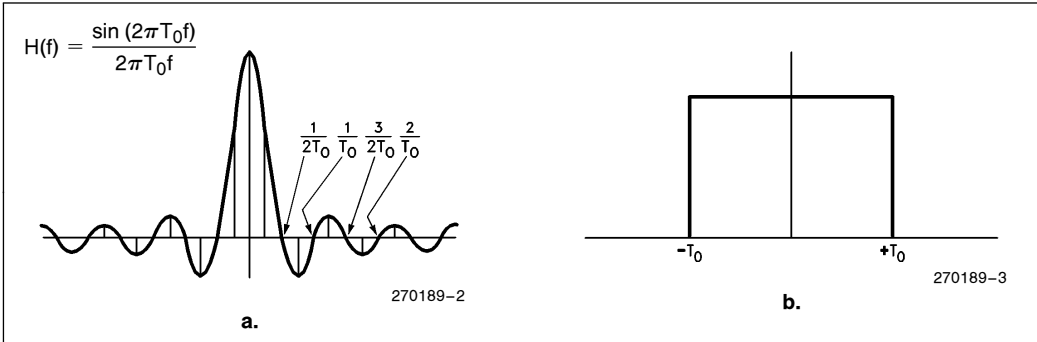 H(f) = sin (2πT₀f) / 2πT₀f
1/2T₀ 1/T₀ 3/2T₀ 2/T₀
270189–2
a.
−T₀ +T₀
270189–3
b.